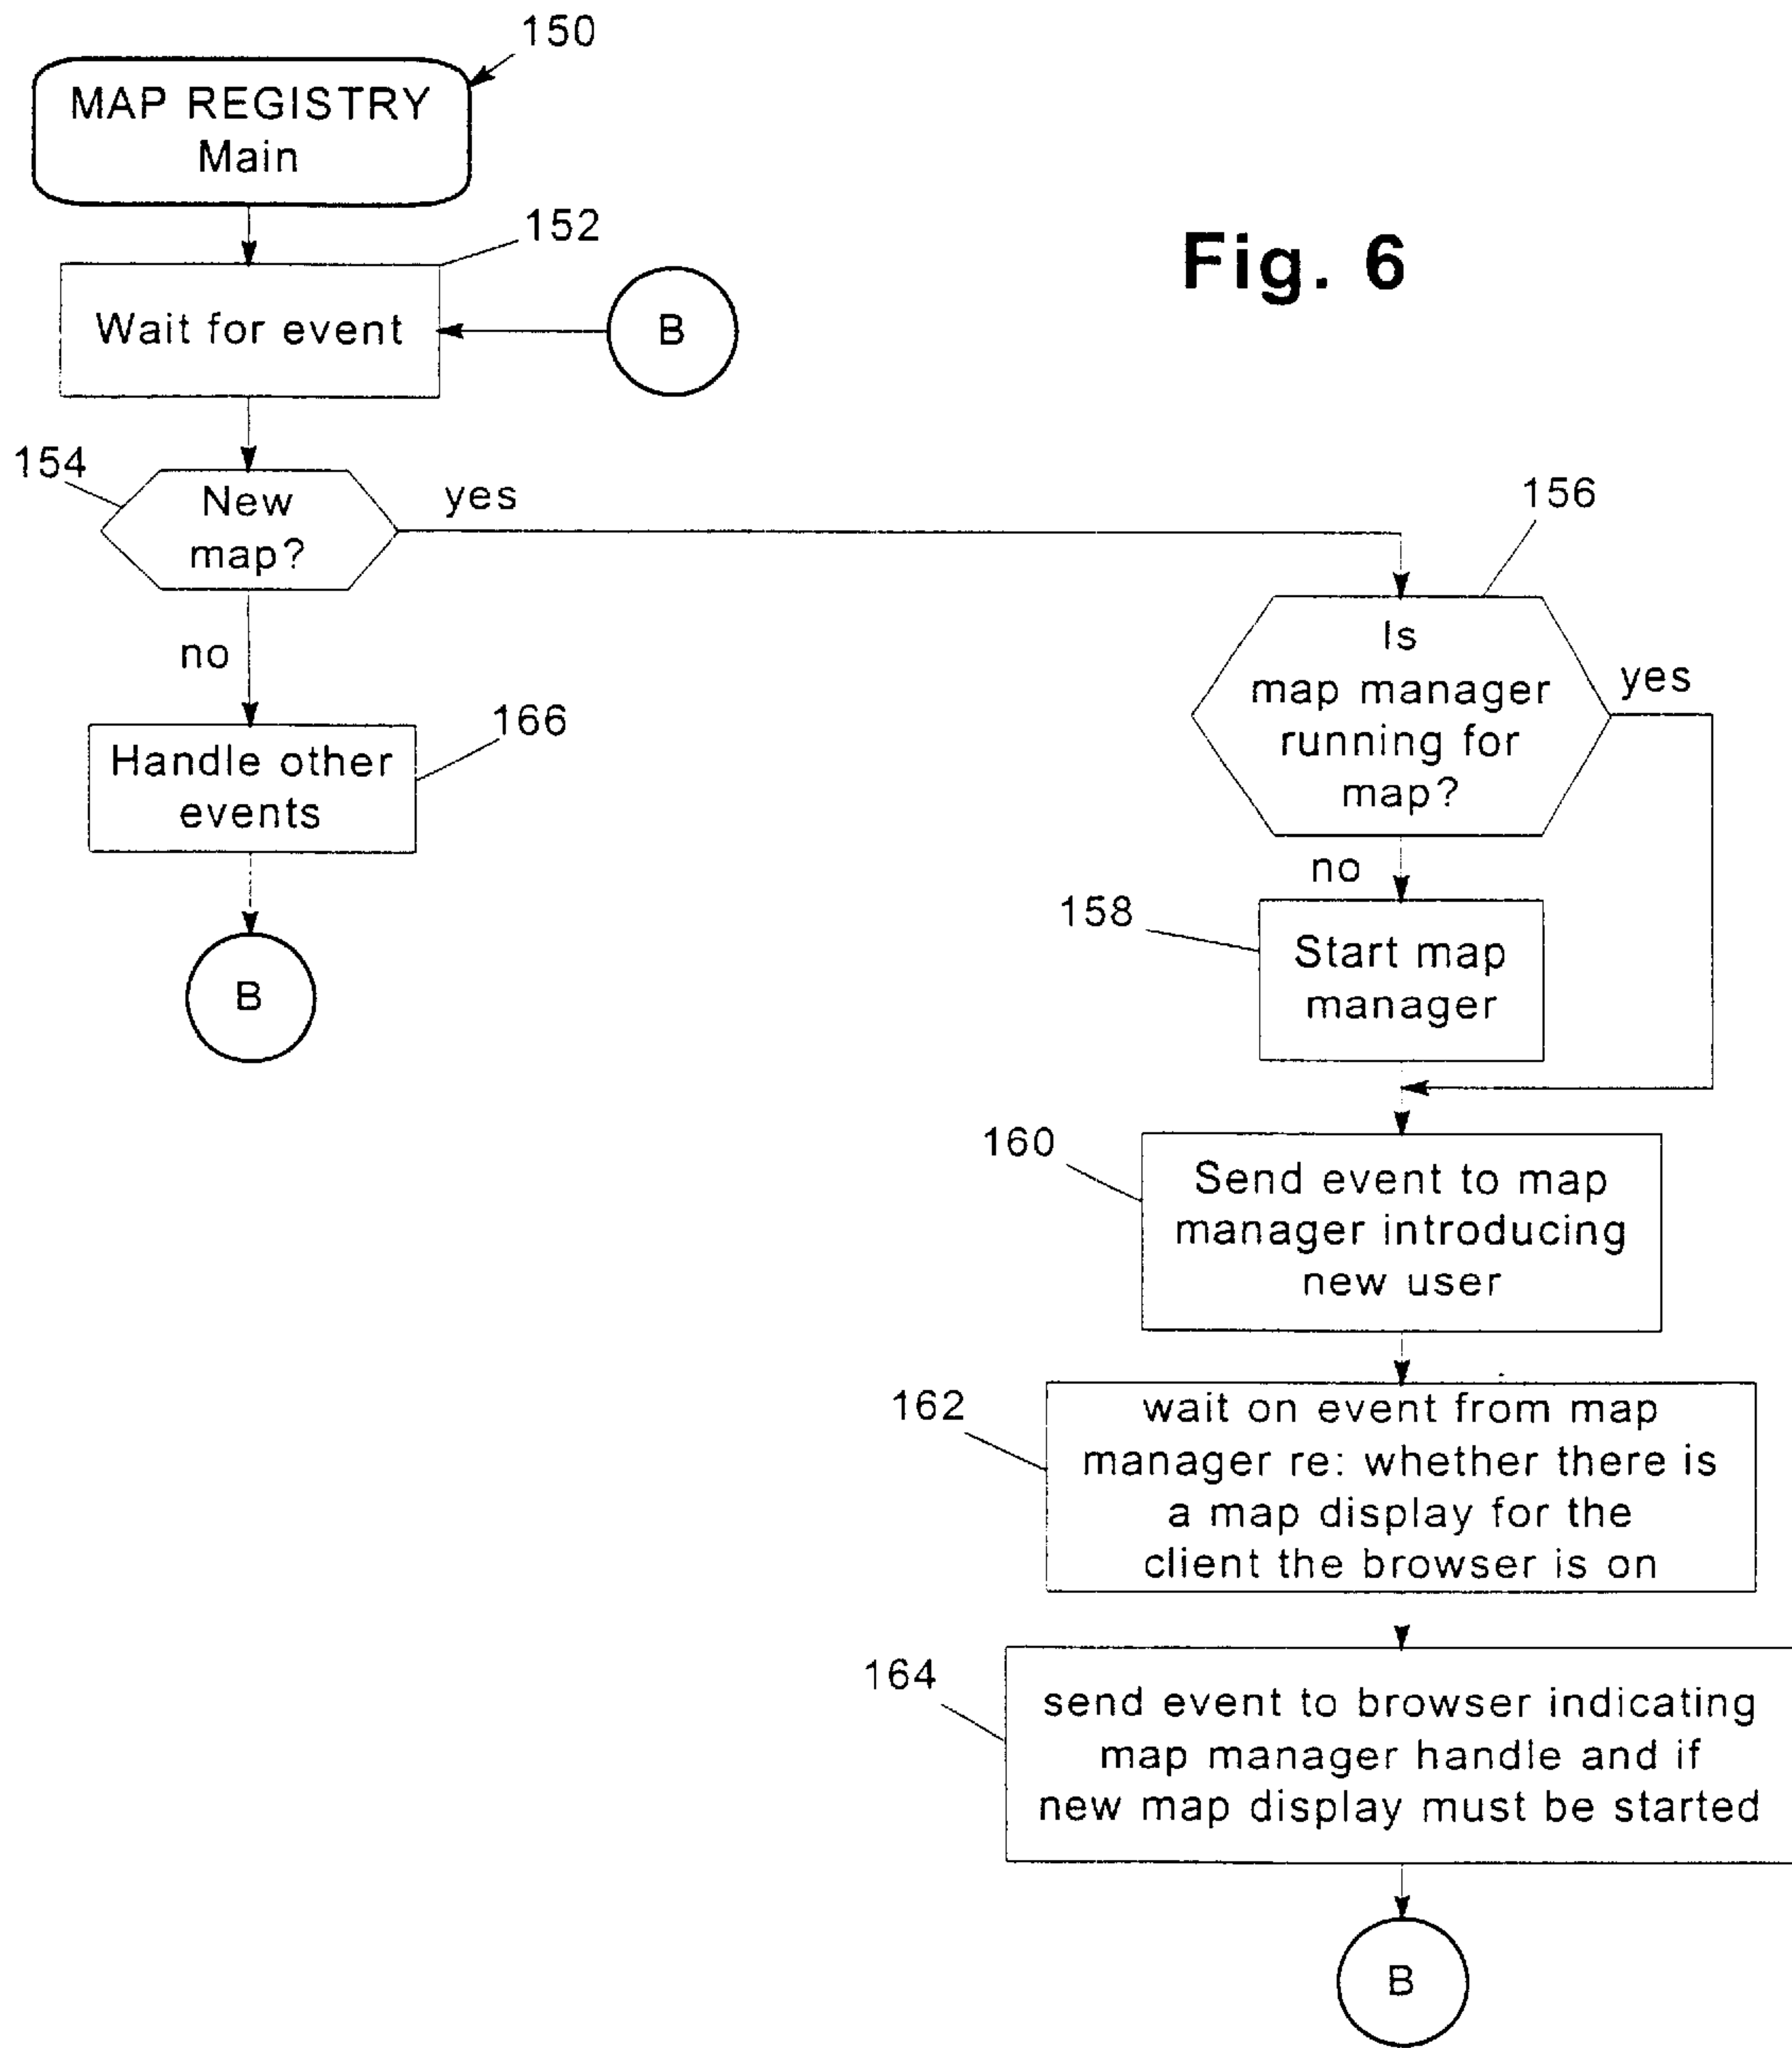 150
MAP REGISTRY
Main
152
Wait for event
B
Fig. 6
154
New
map?
yes
156
Is
map manager
running for
map?
yes
no
166
Handle other
events
B
no
158
Start map
manager
160
Send event to map
manager introducing
new user
162
wait on event from map
manager re: whether there is
a map display for the
client the browser is on
164
send event to browser indicating
map manager handle and if
new map display must be started
B